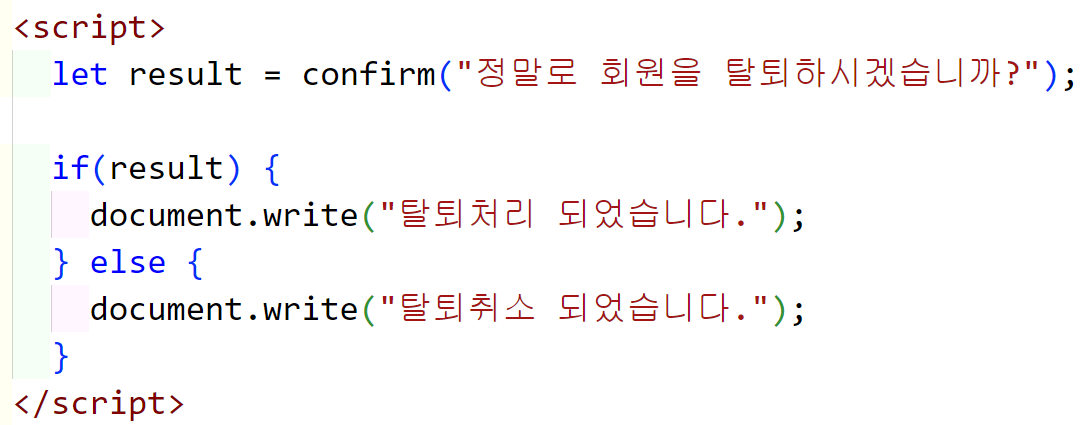 <script>
let result = confirm("정말로 회원을 탈퇴하시겠습니까?");
if(result) {
document.write("탈퇴처리 되었습니다.");
} else {
document.write("탈퇴취소 되었습니다.");
}
</script>